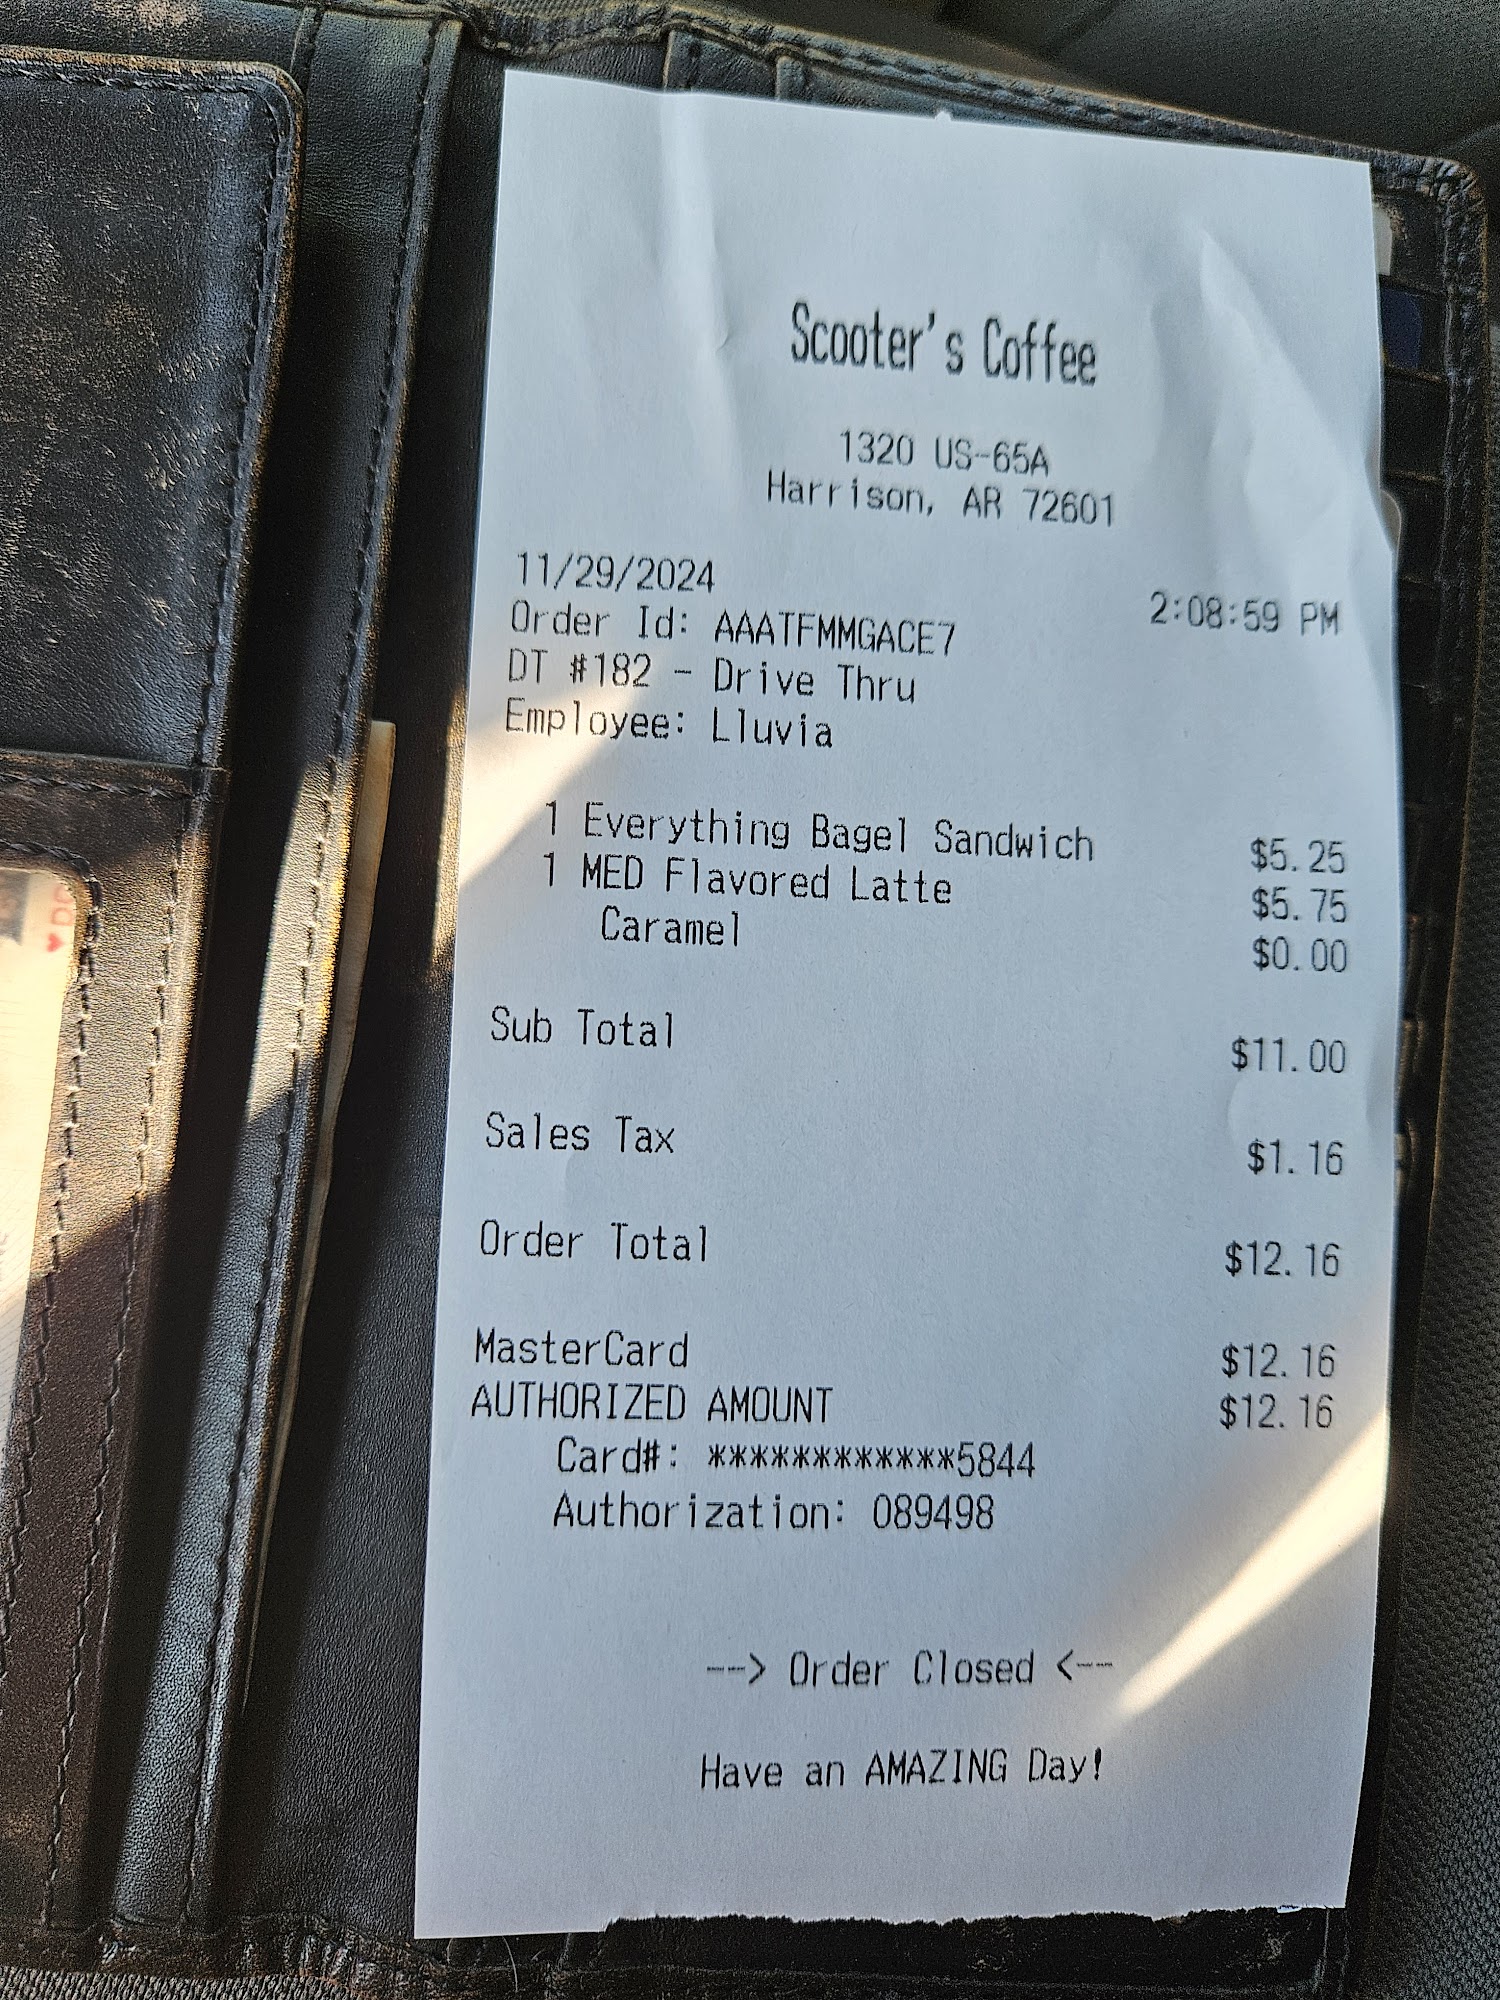 Scooter's Coffee
1320 US-65A
Harrison, AR 72601
11/29/2024 2:08:59 PM
Order Id: AAATFMMGACE7
DT #182 - Drive Thru
Employee: Lluvia
1 Everything Bagel Sandwich $5.25
1 MED Flavored Latte $5.75
Caramel $0.00
Sub Total $11.00
Sales Tax $1.16
Order Total $12.16
MasterCard $12.16
AUTHORIZED AMOUNT $12.16
Card#: ************5844
Authorization: 089498
--> Order Closed <--
Have an AMAZING Day!